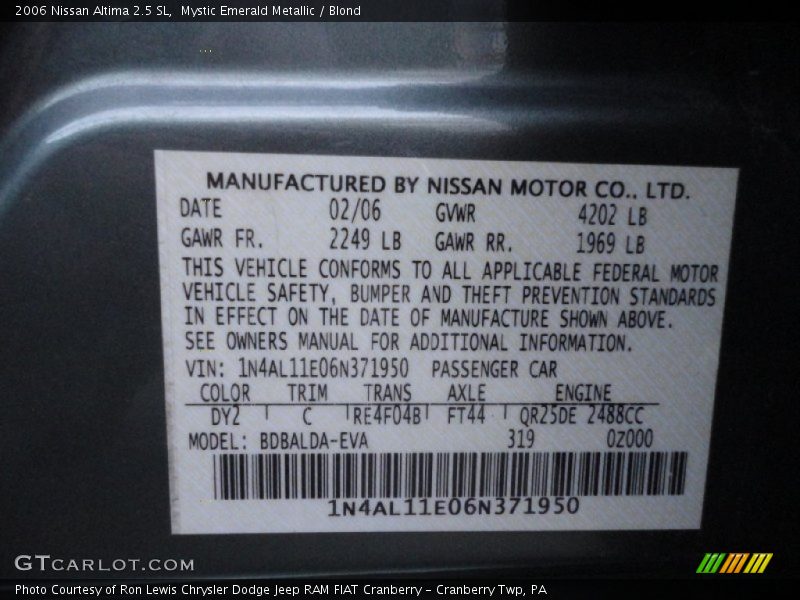 2006 Nissan Altima 2.5 SL, Mystic Emerald Metallic / Blond
MANUFACTURED BY NISSAN MOTOR CO., LTD.
DATE 02/06 GVWR 4202 LB
GAWR FR. 2249 LB GAWR RR. 1969 LB
THIS VEHICLE CONFORMS TO ALL APPLICABLE FEDERAL MOTOR
VEHICLE SAFETY, BUMPER AND THEFT PREVENTION STANDARDS
IN EFFECT ON THE DATE OF MANUFACTURE SHOWN ABOVE.
SEE OWNERS MANUAL FOR ADDITIONAL INFORMATION.
VIN: 1N4AL11E06N371950 PASSENGER CAR
COLOR TRIM TRANS AXLE ENGINE
DY2 C RE4F04B FT44 QR25DE 2488CC
MODEL: BDBALDA-EVA 319 0Z000
1N4AL11E06N371950
GTCARLOT.COM
Photo Courtesy of Ron Lewis Chrysler Dodge Jeep RAM FIAT Cranberry – Cranberry Twp, PA